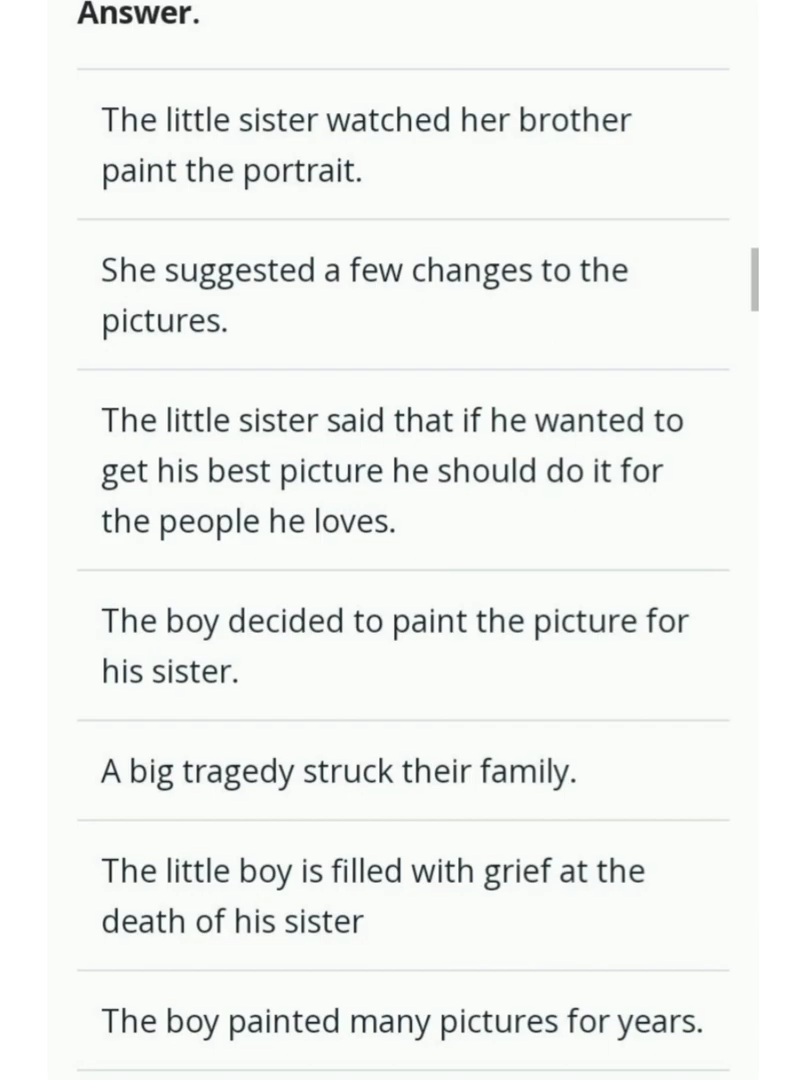 Answer.
The little sister watched her brother
paint the portrait.
She suggested a few changes to the
pictures.
The little sister said that if he wanted to
get his best picture he should do it for
the people he loves.
The boy decided to paint the picture for
his sister.
A big tragedy struck their family.
The little boy is filled with grief at the
death of his sister
The boy painted many pictures for years.